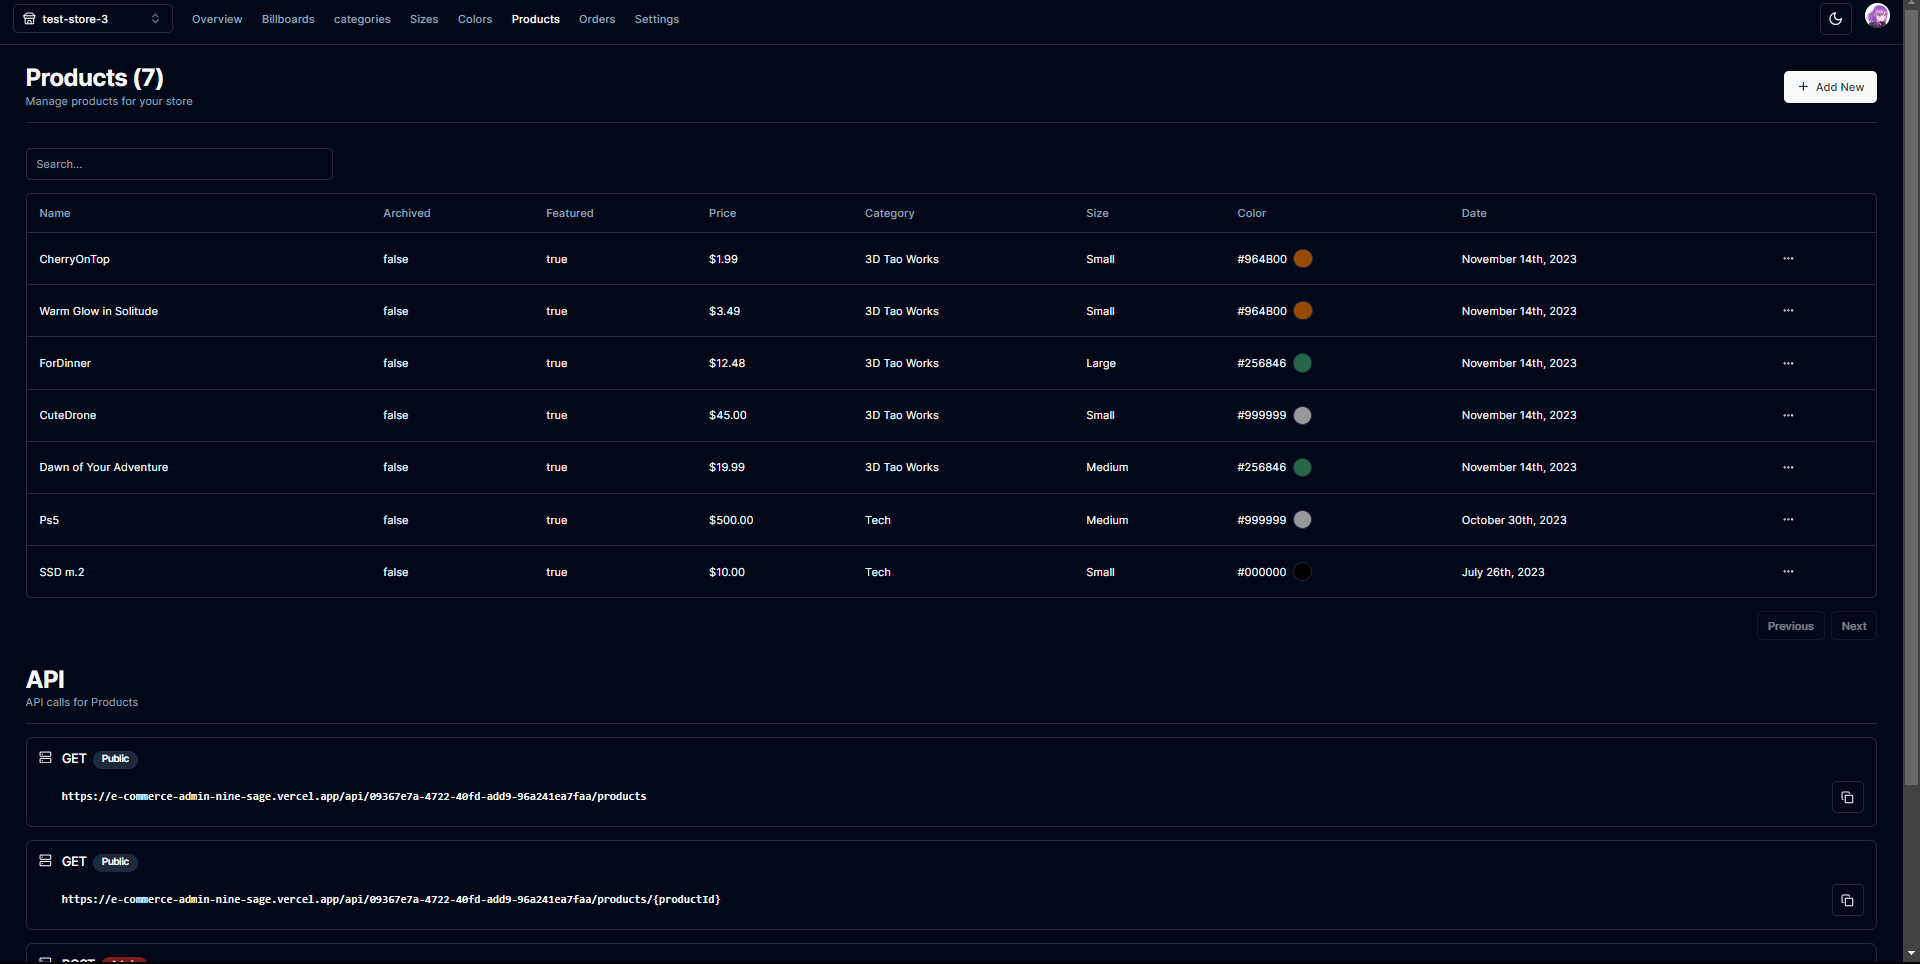 test-store-3 Overview Billboards categories Sizes Colors Products Orders Settings
Products (7)
Manage products for your store
+ Add New
Search...
Name Archived Featured Price Category Size Color Date
CherryOnTop false true $1.99 3D Tao Works Small #964B00 November 14th, 2023 ...
Warm Glow in Solitude false true $3.49 3D Tao Works Small #964B00 November 14th, 2023 ...
ForDinner false true $12.48 3D Tao Works Large #256846 November 14th, 2023 ...
CuteDrone false true $45.00 3D Tao Works Small #999999 November 14th, 2023 ...
Dawn of Your Adventure false true $19.99 3D Tao Works Medium #256846 November 14th, 2023 ...
Ps5 false true $500.00 Tech Medium #999999 October 30th, 2023 ...
SSD m.2 false true $10.00 Tech Small #000000 July 26th, 2023 ...
Previous Next
API
API calls for Products
GET Public
https://e-commerce-admin-nine-sage.vercel.app/api/09367e7a-4722-40fd-add9-96a241ea7faa/products
GET Public
https://e-commerce-admin-nine-sage.vercel.app/api/09367e7a-4722-40fd-add9-96a241ea7faa/products/{productId}
POST